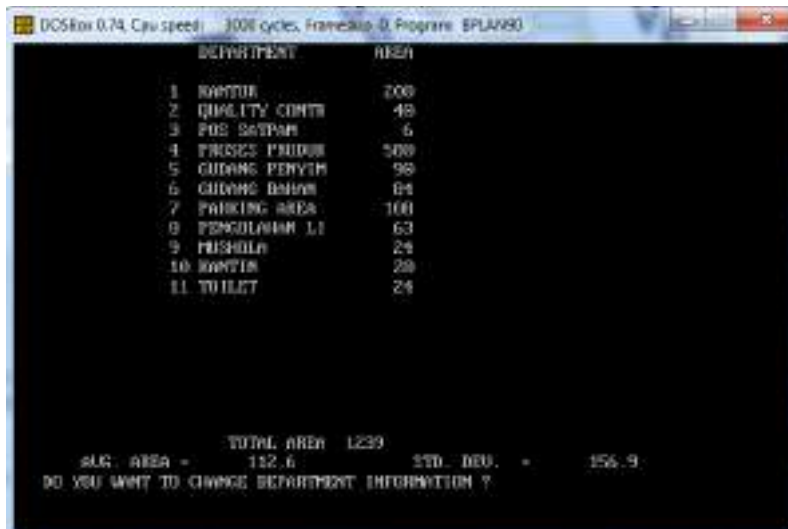 DOSBox 0.74, Cpu speed: 3000 cycles, Frameskip 0, Program: BPLAN90
DEPARTMENT AREA
1 KANTOR 200
2 QUALITY CONTR 40
3 POS SATPAM 6
4 PROSES PRODUK 580
5 GUDANG PENYIM 90
6 GUDANG BAHAN 84
7 PARKING AREA 108
8 PENGOLAHAN LI 63
9 MUSHOLA 24
10 KANTIN 20
11 TOILET 24
TOTAL AREA 1239
AVG. AREA = 112.6 STD. DEV. = 156.9
DO YOU WANT TO CHANGE DEPARTMENT INFORMATION ?